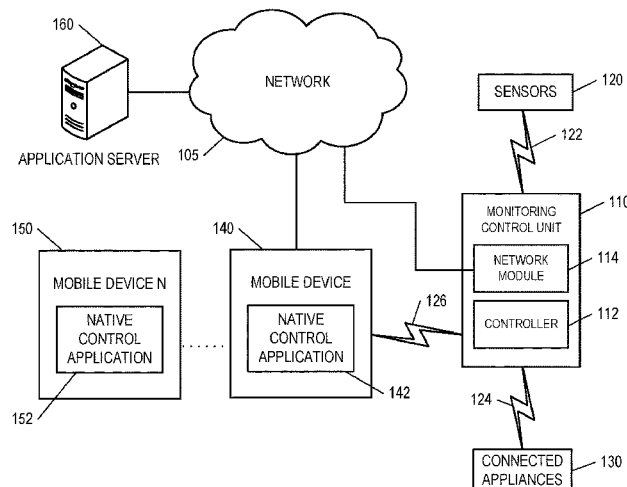 160
NETWORK
SENSORS
120
122
APPLICATION SERVER
105
110
MONITORING
CONTROL UNIT
150
140
NETWORK
MODULE
114
MOBILE DEVICE N
MOBILE DEVICE
126
CONTROLLER
112
NATIVE
CONTROL
APPLICATION
NATIVE
CONTROL
APPLICATION
152
142
124
CONNECTED
APPLIANCES
130